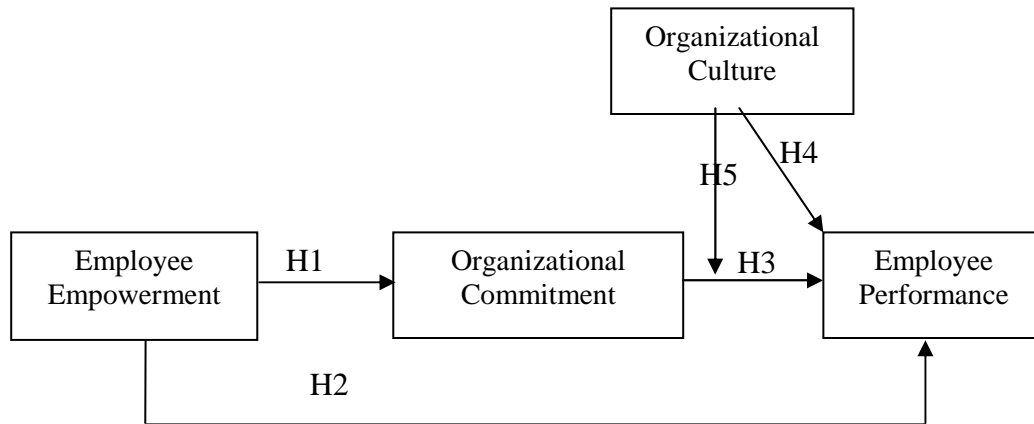 Organizational
Culture
H4
H5
Employee
Empowerment
H1
Organizational
Commitment
H3
Employee
Performance
H2